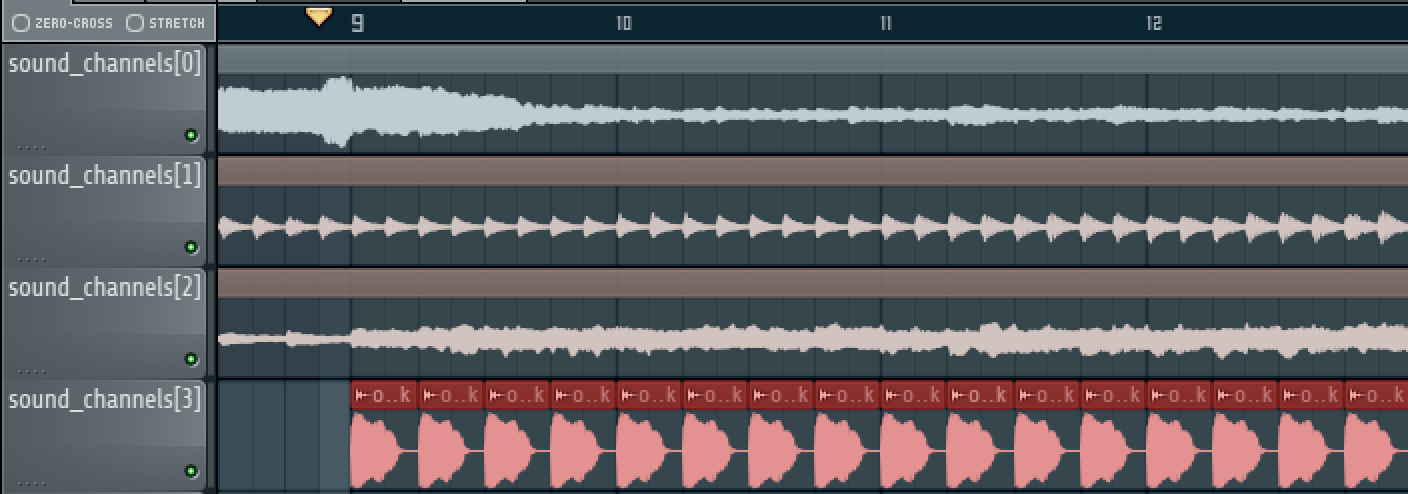 ZERO-CROSS STRETCH 9 10 11 12
sound_channels[0]
sound_channels[1]
sound_channels[2]
sound_channels[3] o..k o..k o..k o..k o..k o..k o..k o..k o..k o..k o..k o..k o..k o..k o..k o..k